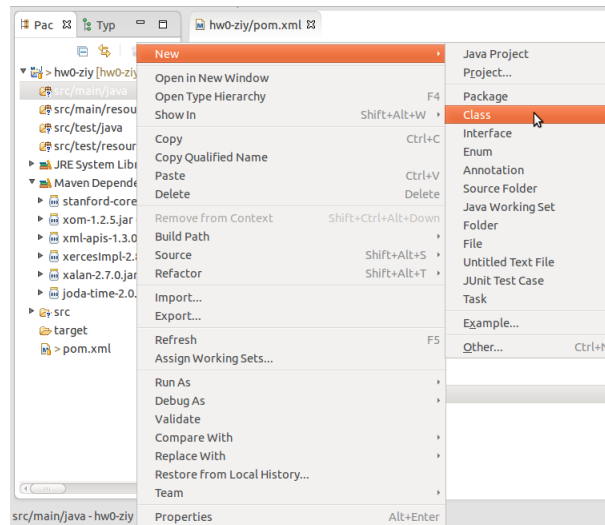 Pac Typ hw0-ziy/pom.xml
> hw0-ziy [hw0-ziy
src/main/java
src/main/resou
src/test/java
src/test/resour
JRE System Libr
Maven Depende
stanford-core
xom-1.2.5.jar
xml-apis-1.3.0
xercesImpl-2.8
xalan-2.7.0.jar
joda-time-2.0.
src
target
> pom.xml
New
Open in New Window
Open Type Hierarchy F4
Show In Shift+Alt+W
Copy Ctrl+C
Copy Qualified Name
Paste Ctrl+V
Delete Delete
Remove from Context Shift+Ctrl+Alt+Down
Build Path
Source Shift+Alt+S
Refactor Shift+Alt+T
Import...
Export...
Refresh F5
Assign Working Sets...
Run As
Debug As
Validate
Compare With
Replace With
Restore from Local History...
Team
Properties Alt+Enter
Java Project
Project...
Package
Class
Interface
Enum
Annotation
Source Folder
Java Working Set
Folder
File
Untitled Text File
JUnit Test Case
Task
Example...
Other... Ctrl+N
src/main/java - hw0-ziy